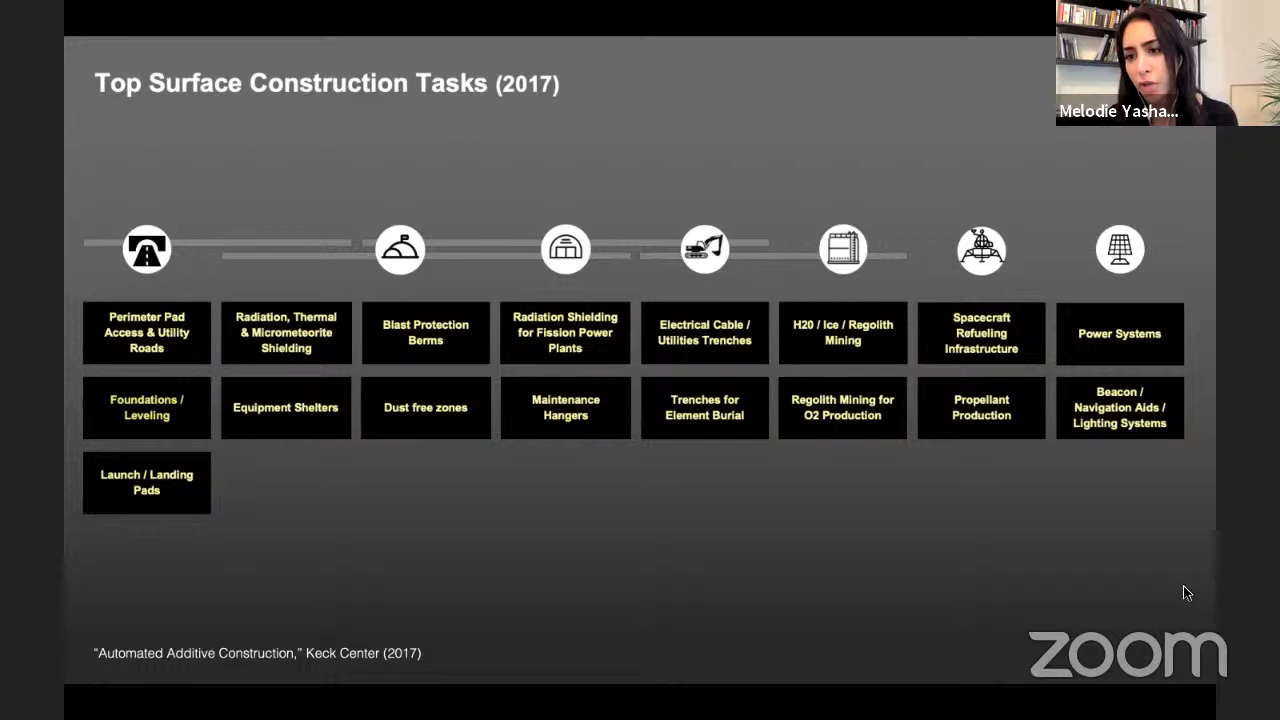 Top Surface Construction Tasks (2017)
Melodie Yasha...
Perimeter Pad
Access & Utility
Roads
Radiation, Thermal
& Micrometeorite
Shielding
Blast Protection
Berms
Radiation Shielding
for Fission Power
Plants
Electrical Cable /
Utilities Trenches
H20 / Ice / Regolith
Mining
Spacecraft
Refueling
Infrastructure
Power Systems
Foundations /
Leveling
Equipment Shelters
Dust free zones
Maintenance
Hangers
Trenches for
Element Burial
Regolith Mining for
O2 Production
Propellant
Production
Beacon /
Navigation Aids /
Lighting Systems
Launch / Landing
Pads
“Automated Additive Construction,” Keck Center (2017)
zoom